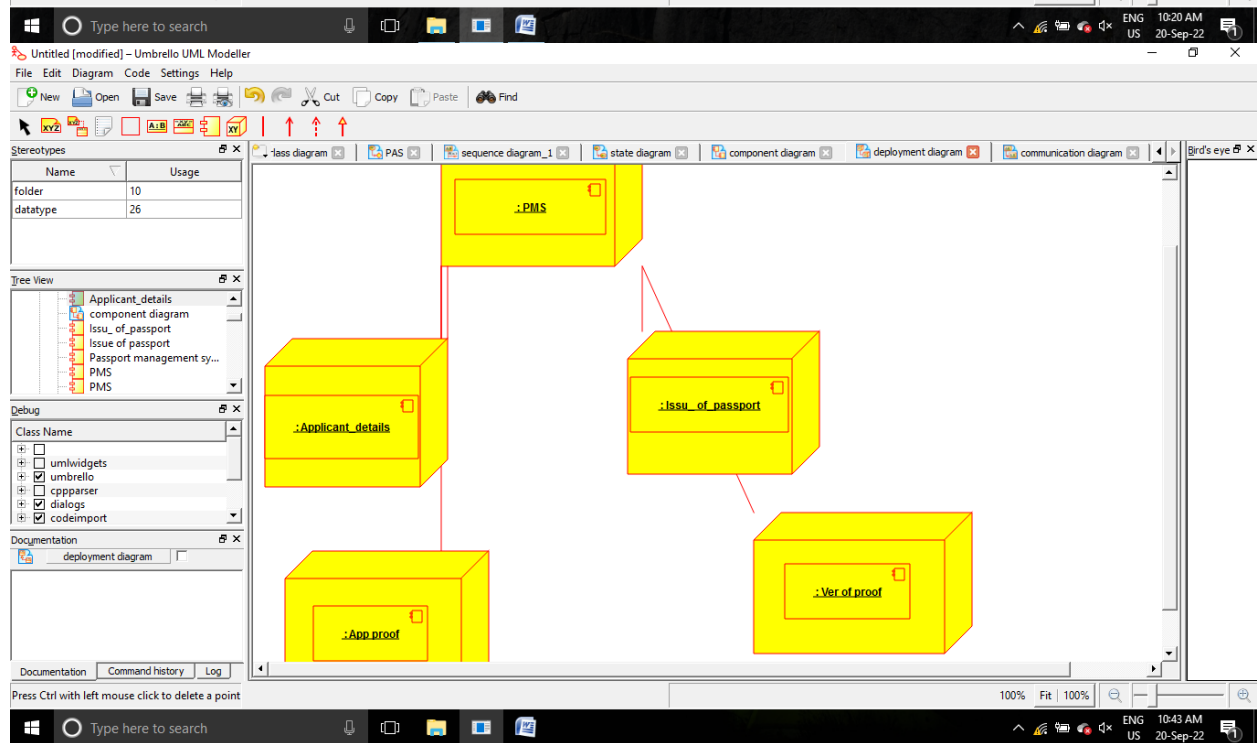 Type here to search
ENG 10:20 AM
US 20-Sep-22
1
Untitled [modified] – Umbrello UML Modeller
File Edit Diagram Code Settings Help
New Open Save Cut Copy Paste Find
XYZ A:B XY
Stereotypes
Name Usage
folder 10
datatype 26
Tree View
Applicant_details
component diagram
Issu_ of_passport
Issue of passport
Passport management sy...
PMS
PMS
Debug
Class Name
umlwidgets
umbrello
cppparser
dialogs
codeimport
Documentation
deployment diagram
Documentation Command history Log
lass diagram PAS sequence diagram_1 state diagram component diagram deployment diagram communication diagram
Bird's eye
: PMS
: Applicant_details
: Issu_ of_passport
: App proof
: Ver of proof
Press Ctrl with left mouse click to delete a point
100% Fit 100%
Type here to search
ENG 10:43 AM
US 20-Sep-22
1